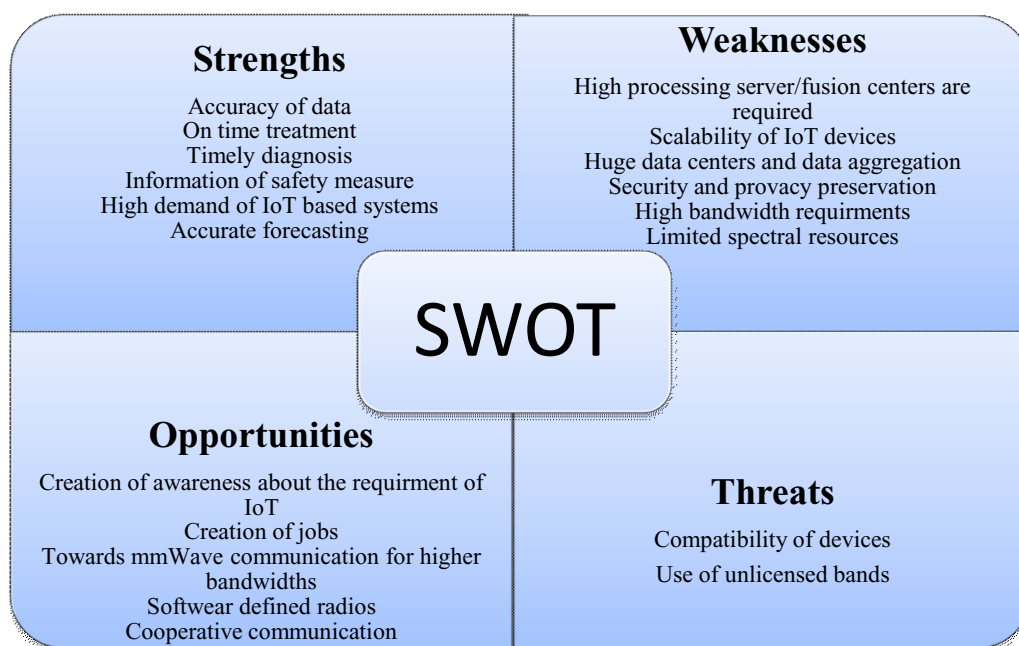 Strengths
Accuracy of data
On time treatment
Timely diagnosis
Information of safety measure
High demand of IoT based systems
Accurate forecasting
Weaknesses
High processing server/fusion centers are
required
Scalability of IoT devices
Huge data centers and data aggregation
Security and provacy preservation
High bandwidth requirments
Limited spectral resources
SWOT
Opportunities
Creation of awareness about the requirment of
IoT
Creation of jobs
Towards mmWave communication for higher
bandwidths
Softwear defined radios
Cooperative communication
Threats
Compatibility of devices
Use of unlicensed bands